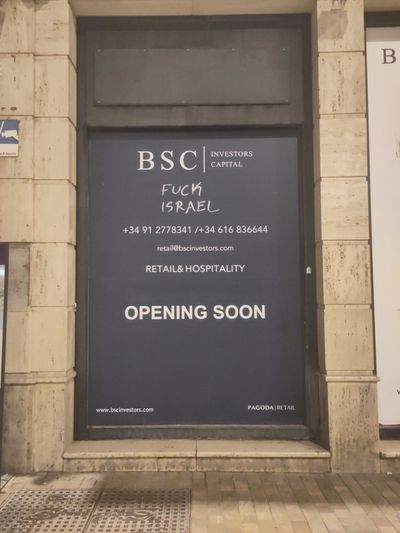 BSC INVESTORS
CAPITAL
FUCK
ISRAEL
+34 91 2778341 /+34 616 836644
retail@bscinvestors.com
RETAIL&HOSPITALITY
OPENING SOON
www.bscinvestors.com
PAGODA|RETAIL
B